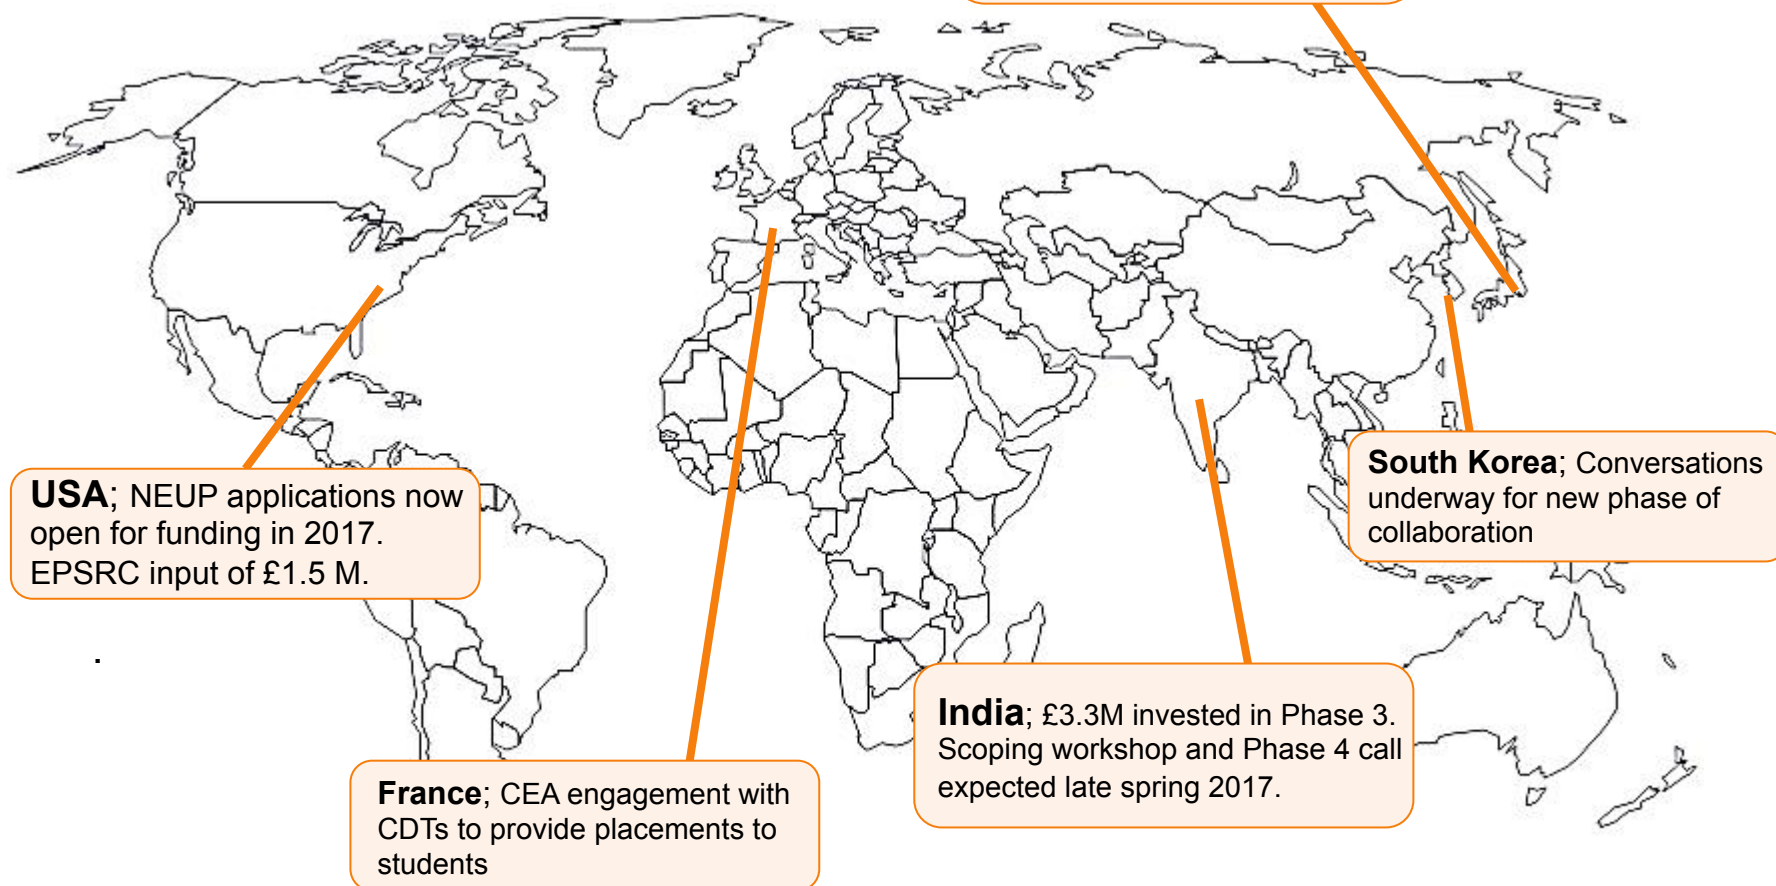 USA; NEUP applications now
open for funding in 2017.
EPSRC input of £1.5 M.
.
France; CEA engagement with
CDTs to provide placements to
students
India; £3.3M invested in Phase 3.
Scoping workshop and Phase 4 call
expected late spring 2017.
South Korea; Conversations
underway for new phase of
collaboration